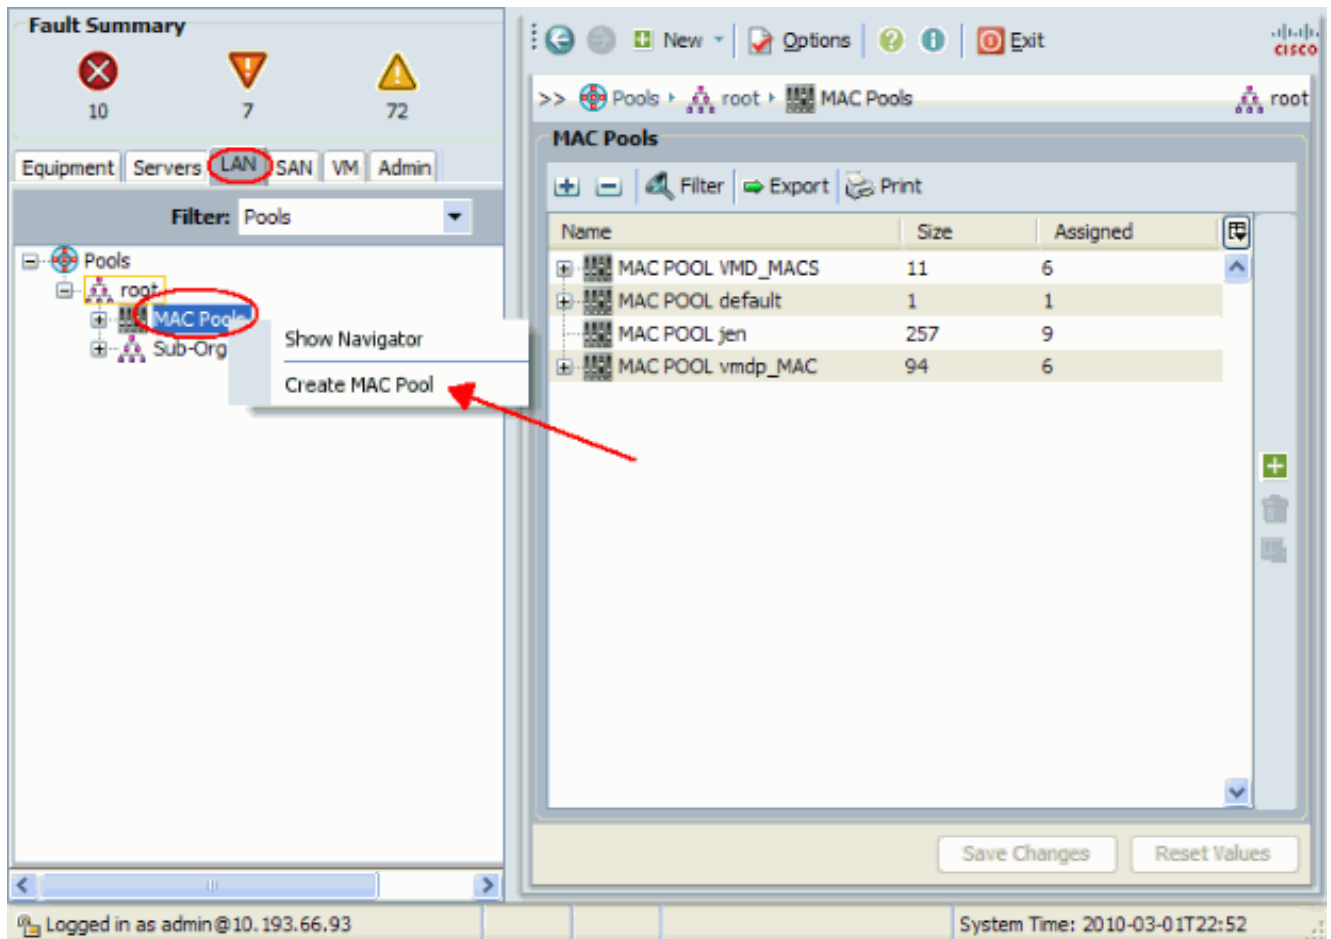 Fault Summary
10 7 72
Equipment Servers LAN SAN VM Admin
Filter: Pools
Pools
root
MAC Pools
Sub-Org
Show Navigator
Create MAC Pool
New Options Exit
CISCO
>> Pools root MAC Pools root
MAC Pools
Filter Export Print
Name Size Assigned
MAC POOL VMD_MACS 11 6
MAC POOL default 1 1
MAC POOL jen 257 9
MAC POOL vmdp_MAC 94 6
Save Changes Reset Values
Logged in as admin@10.193.66.93 System Time: 2010-03-01T22:52